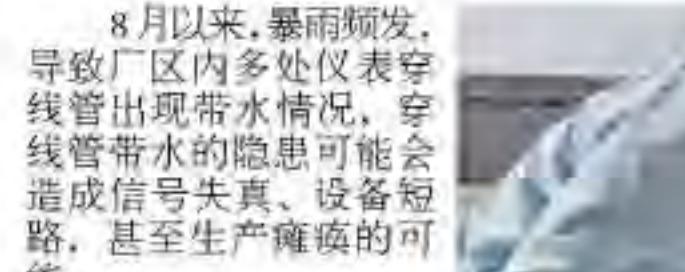 8月以来,暴雨频发,
导致厂区内多处仪表穿
线管出现带水情况,穿
线管带水的隐患可能会
造成信号失真、设备短
路,甚至生产瘫痪的可